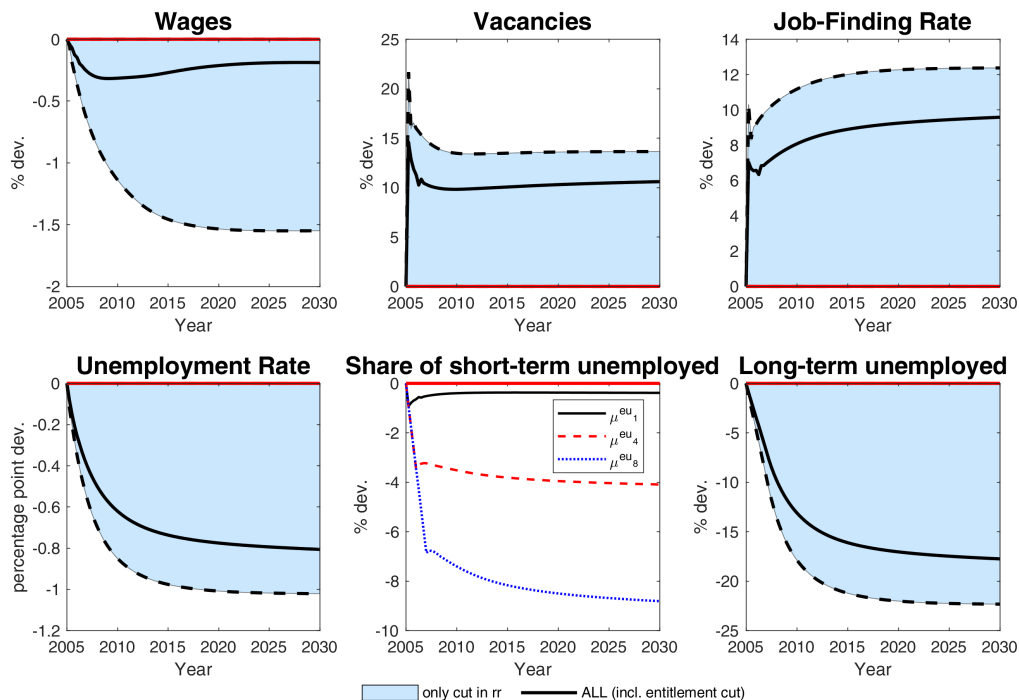 Wages
Vacancies
Job-Finding Rate
% dev.
0
-0.5
-1
-1.5
-2
2005 2010 2015 2020 2025 2030
Year
% dev.
25
20
15
10
5
0
2005 2010 2015 2020 2025 2030
Year
% dev.
14
12
10
8
6
4
2
0
2005 2010 2015 2020 2025 2030
Year
Unemployment Rate
Share of short-term unemployed
Long-term unemployed
percentage point dev.
0
-0.2
-0.4
-0.6
-0.8
-1
-1.2
2005 2010 2015 2020 2025 2030
Year
% dev.
0
-2
-4
-6
-8
-10
μ^eu_1
μ^eu_4
μ^eu_8
2005 2010 2015 2020 2025 2030
Year
% dev.
0
-5
-10
-15
-20
-25
2005 2010 2015 2020 2025 2030
Year
only cut in rr
ALL (incl. entitlement cut)